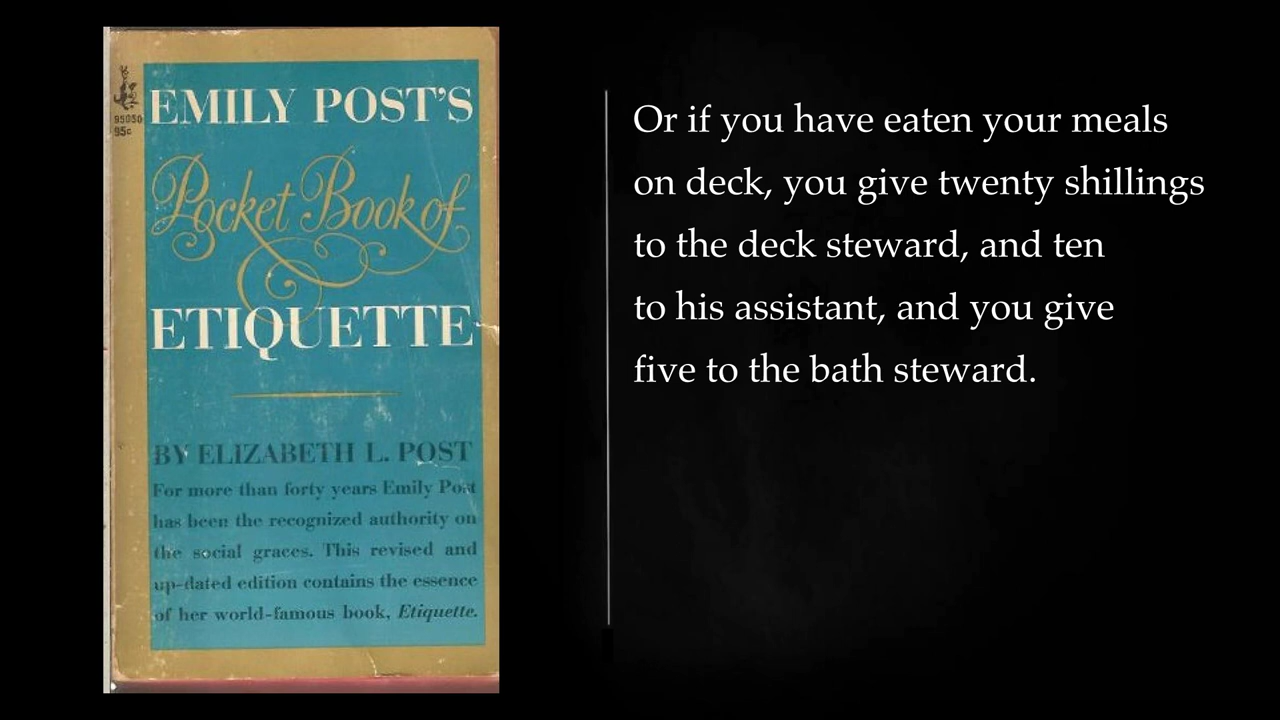 EMILY POST'S
95050
95c
Pocket Book of
ETIQUETTE
BY ELIZABETH L. POST
For more than forty years Emily Post
has been the recognized authority on
the social graces. This revised and
up-dated edition contains the essence
of her world-famous book, Etiquette.
Or if you have eaten your meals
on deck, you give twenty shillings
to the deck steward, and ten
to his assistant, and you give
five to the bath steward.